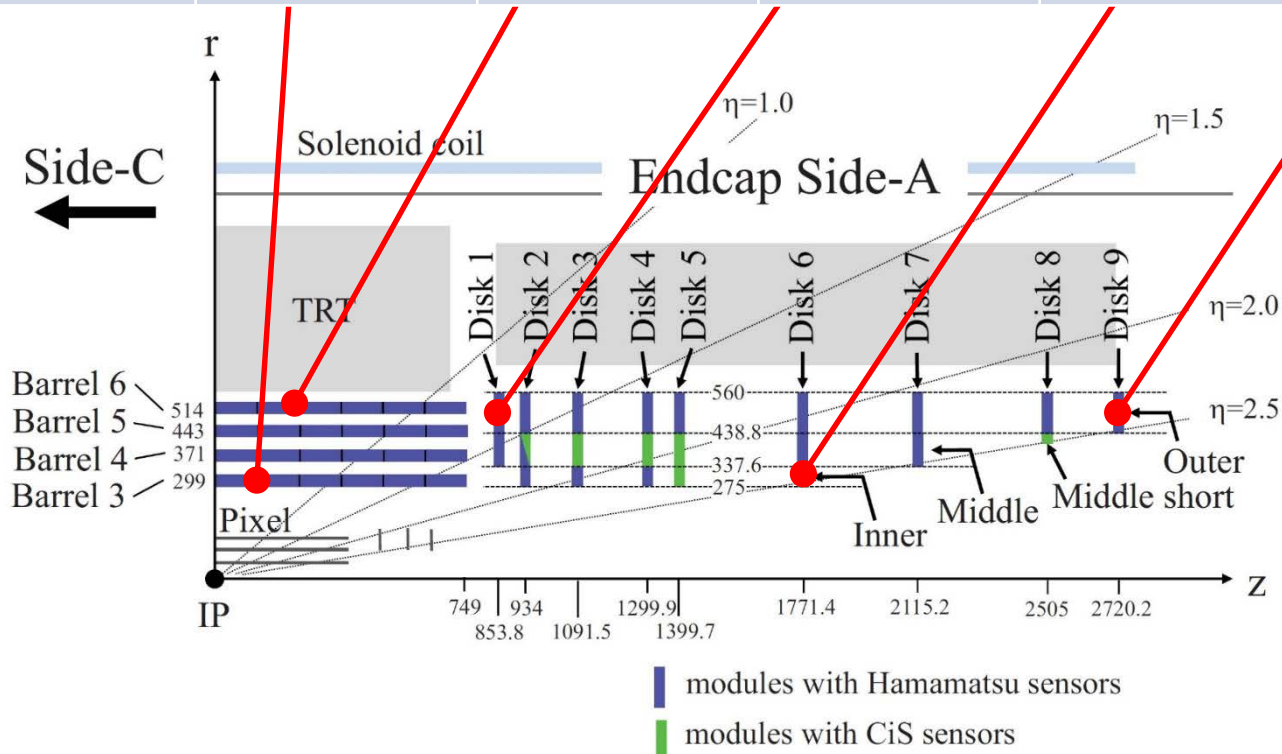 r
η=1.0
η=1.5
Solenoid coil
Side-C
Endcap Side-A
TRT
Disk 1
Disk 2
Disk 3
Disk 4
Disk 5
Disk 6
Disk 7
Disk 8
Disk 9
η=2.0
η=2.5
Barrel 6
Barrel 5
Barrel 4
Barrel 3
514
443
371
299
560
438.8
337.6
275
Outer
Middle short
Middle
Inner
Pixel
IP
z
749
853.8
934
1091.5
1299.9
1399.7
1771.4
2115.2
2505
2720.2
modules with Hamamatsu sensors
modules with CiS sensors